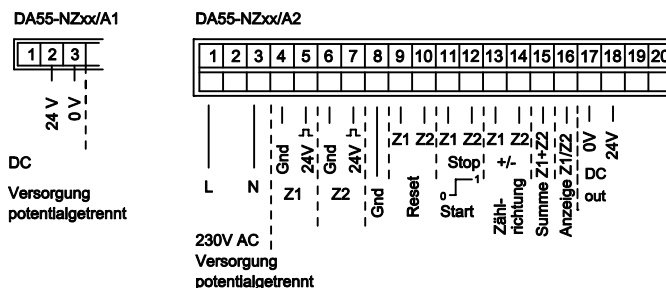 DA55-NZxx/A1
DA55-NZxx/A2
1 2 3
1 2 3 4 5 6 7 8 9 10 11 12 13 14 15 16 17 18 19 20
24 V
0 V
DC
Versorgung
potentialgetrennt
L
N
230V AC
Versorgung
potentialgetrennt
Gnd
24V
Z1
Gnd
24V
Z2
Gnd
Z1 Z2
Reset
Z1 Z2
Stop
0 1
Start
Z1 Z2
+/-
Zähl-
richtung
Summe Z1+Z2
Anzeige Z1/Z2
0V
24V
DC
out